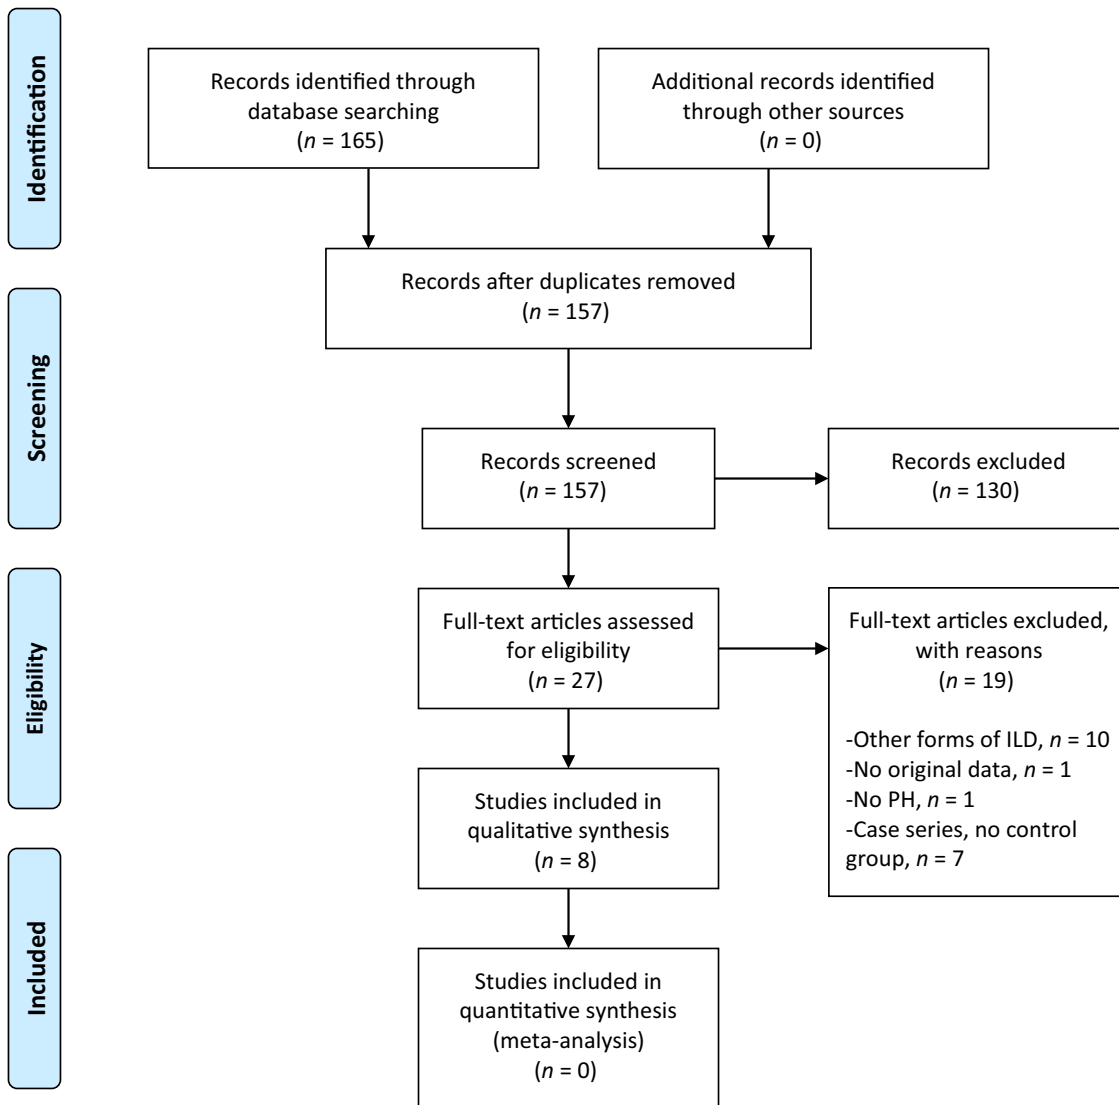 Identification
Records identified through
database searching
(n = 165)
Additional records identified
through other sources
(n = 0)
Records after duplicates removed
(n = 157)
Screening
Records screened
(n = 157)
Records excluded
(n = 130)
Eligibility
Full-text articles assessed
for eligibility
(n = 27)
Full-text articles excluded,
with reasons
(n = 19)
-Other forms of ILD, n = 10
-No original data, n = 1
-No PH, n = 1
-Case series, no control
group, n = 7
Studies included in
qualitative synthesis
(n = 8)
Included
Studies included in
quantitative synthesis
(meta-analysis)
(n = 0)